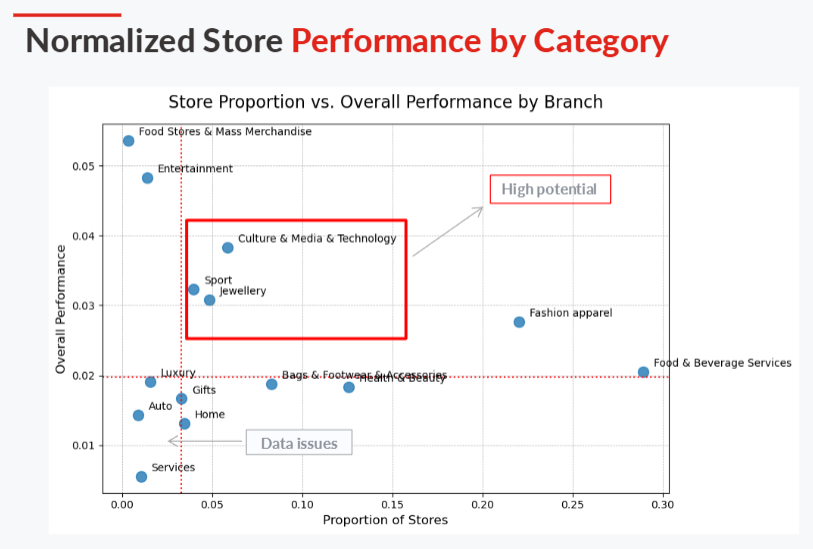 Normalized Store Performance by Category
Store Proportion vs. Overall Performance by Branch
Food Stores & Mass Merchandise
0.05
Entertainment
High potential
0.04
Culture & Media & Technology
Sport
Jewellery
0.03
Fashion apparel
Overall Performance
Food & Beverage Services
0.02
Luxury
Bags & Footwear & Accessories
Health & Beauty
Gifts
Auto
Home
0.01
Data issues
Services
0.00 0.05 0.10 0.15 0.20 0.25 0.30
Proportion of Stores